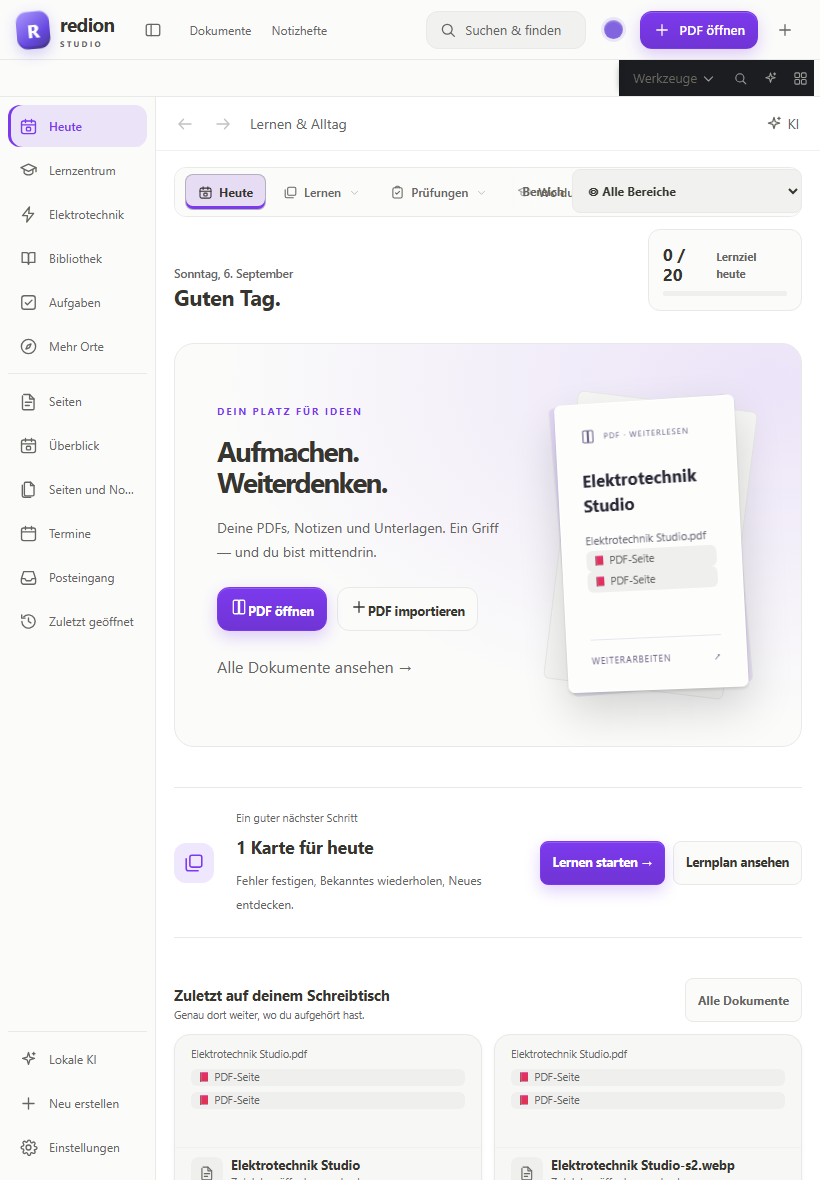 R redion
STUDIO
Dokumente
Notizhefte
Suchen & finden
PDF öffnen
Werkzeuge
Heute
Lernzentrum
Elektrotechnik
Bibliothek
Aufgaben
Mehr Orte
Seiten
Überblick
Seiten und No...
Termine
Posteingang
Zuletzt geöffnet
Lokale KI
Neu erstellen
Einstellungen
Lernen & Alltag
KI
Heute
Lernen
Prüfungen
Bereich
Alle Bereiche
0 / 20
Lernziel heute
Sonntag, 6. September
Guten Tag.
DEIN PLATZ FÜR IDEEN
Aufmachen.
Weiterdenken.
Deine PDFs, Notizen und Unterlagen. Ein Griff
— und du bist mittendrin.
PDF öffnen
PDF importieren
Alle Dokumente ansehen →
PDF · WEITERLESEN
Elektrotechnik
Studio
Elektrotechnik Studio.pdf
PDF-Seite
PDF-Seite
WEITERARBEITEN
Ein guter nächster Schritt
1 Karte für heute
Fehler festigen, Bekanntes wiederholen, Neues
entdecken.
Lernen starten →
Lernplan ansehen
Zuletzt auf deinem Schreibtisch
Genau dort weiter, wo du aufgehört hast.
Alle Dokumente
Elektrotechnik Studio.pdf
PDF-Seite
PDF-Seite
Elektrotechnik Studio
Elektrotechnik Studio.pdf
PDF-Seite
PDF-Seite
Elektrotechnik Studio-s2.webp